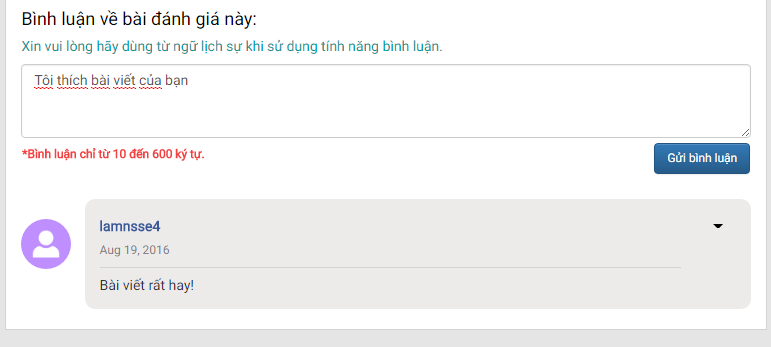 Bình luận về bài đánh giá này:
Xin vui lòng hãy dùng từ ngữ lịch sự khi sử dụng tính năng bình luận.
Tôi thích bài viết của bạn
*Bình luận chỉ từ 10 đến 600 ký tự.
Gửi bình luận
lamnsse4
Aug 19, 2016
Bài viết rất hay!